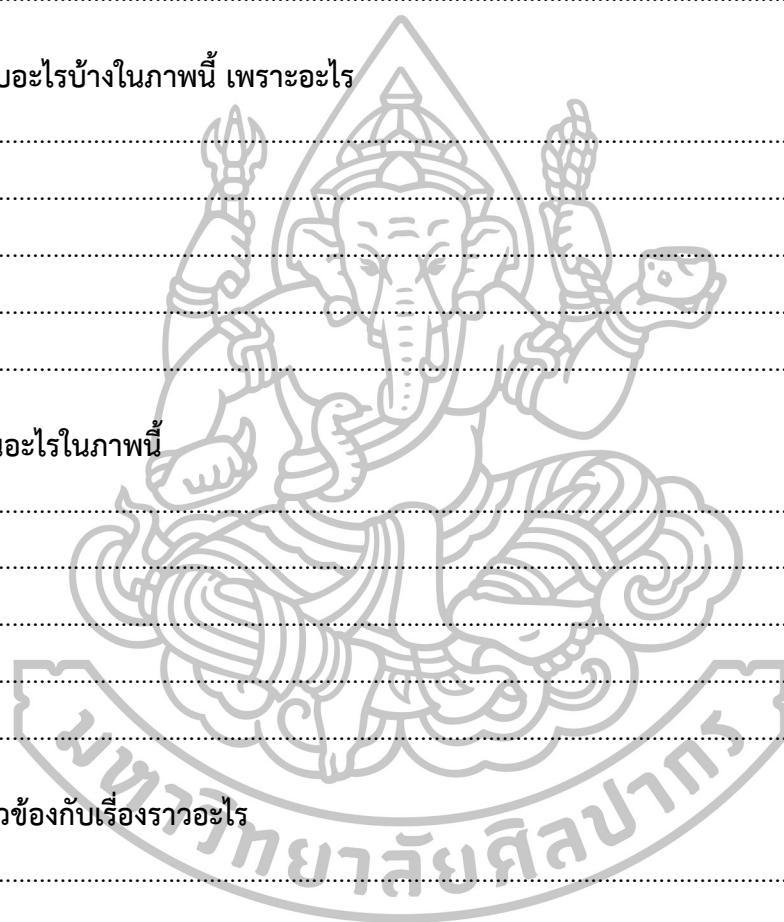 บอะไรบ้างในภาพนี้ เพราะอะไร
อะไรในภาพนี้
วข้องกับเรื่องราวอะไร
มหาวิทยาลัยศิลปากร